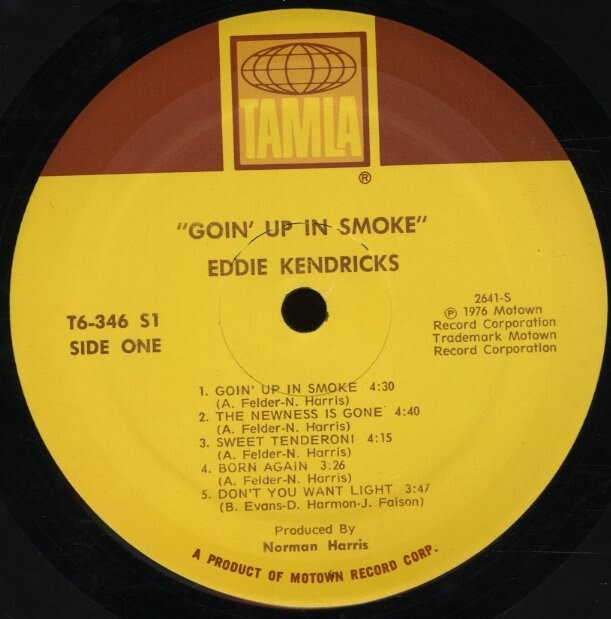 TAMLA
®
"GOIN' UP IN SMOKE"
EDDIE KENDRICKS
T6-346 S1
SIDE ONE
2641-S
℗ 1976 Motown
Record Corporation
Trademark Motown
Record Corporation
1. GOIN' UP IN SMOKE 4:30
(A. Felder-N. Harris)
2. THE NEWNESS IS GONE 4:40
(A. Felder-N. Harris)
3. SWEET TENDERONI 4:15
(A. Felder-N. Harris)
4. BORN AGAIN 3:26
(A. Felder-N. Harris)
5. DON'T YOU WANT LIGHT 3:47
(B. Evans-D. Harmon-J. Faison)
Produced By
Norman Harris
A PRODUCT OF MOTOWN RECORD CORP.